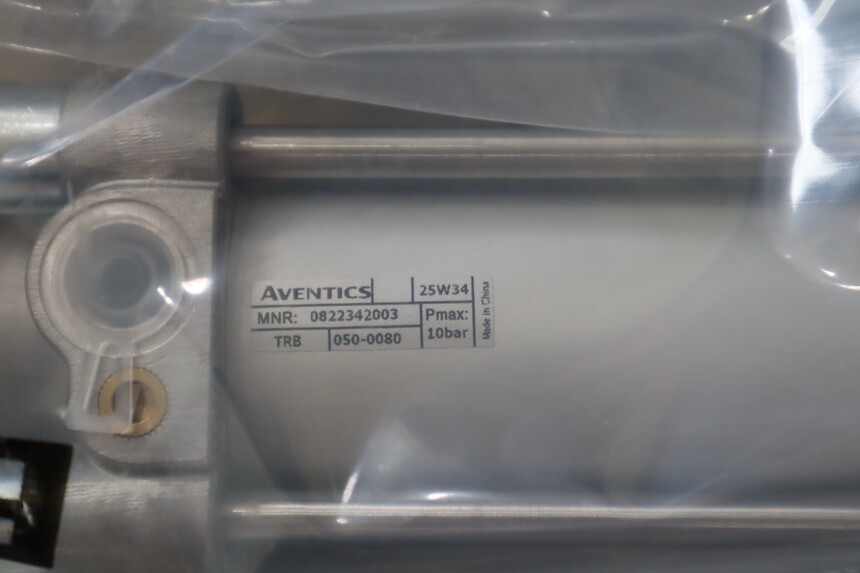 AVENTICS 25W34
MNR: 0822342003 Pmax:
TRB 050-0080 10bar
Made in China